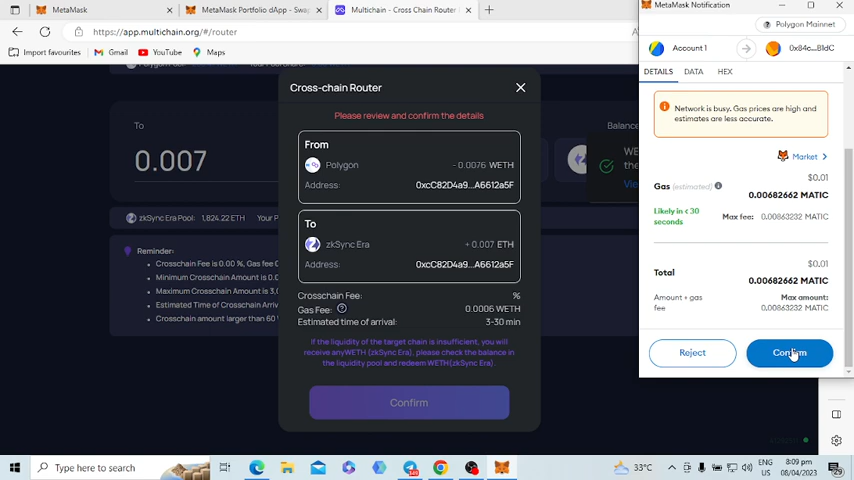 MetaMask
MetaMask Portfolio dApp - Swap
Multichain - Cross Chain Router
https://app.multichain.org/#/router
Import favourites
Gmail
YouTube
Maps
To
0.007
Balance
zkSync Era Pool: 1,824.22 ETH
Your P
Reminder:
Crosschain Fee is 0.00 %, Gas fee
Minimum Crosschain Amount is 0.0
Maximum Crosschain Amount is 3,0
Estimated Time of Crosschain Arriv
Crosschain amount larger than 60
Cross-chain Router
Please review and confirm the details
From
Polygon
- 0.0076 WETH
Address:
0xcC82D4a9...A6612a5F
To
zkSync Era
+ 0.007 ETH
Address:
0xcC82D4a9...A6612a5F
Crosschain Fee:
%
Gas Fee:
0.0006 WETH
Estimated time of arrival:
3-30 min
If the liquidity of the target chain is insufficient, you will
receive anyWETH (zkSync Era), please check the balance in
the liquidity pool and redeem WETH(zkSync Era).
Confirm
WE
the
Vie
MetaMask Notification
Polygon Mainnet
Account 1
0x84c...B1dC
DETAILS
DATA
HEX
Network is busy. Gas prices are high and
estimates are less accurate.
Market >
$0.01
Gas (estimated)
0.00682662 MATIC
Likely in < 30
seconds
Max fee:
0.00863232 MATIC
$0.01
Total
0.00682662 MATIC
Amount + gas
fee
Max amount:
0.00863232 MATIC
Reject
Confirm
Type here to search
33°C
ENG
US
8:09 pm
08/04/2023